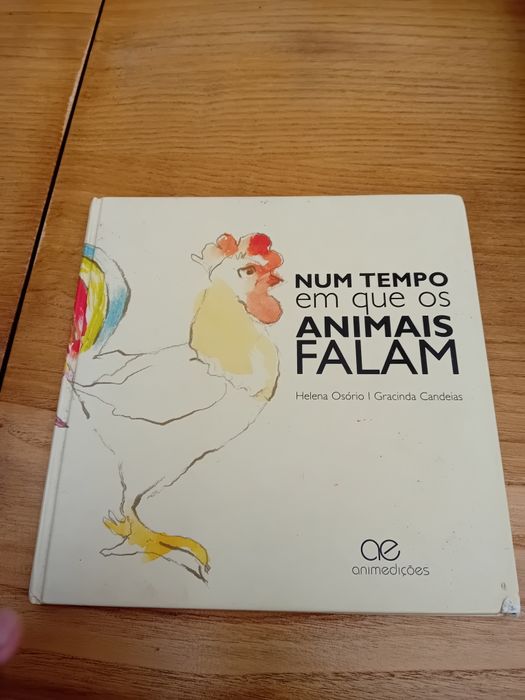 NUM TEMPO
em que os
ANIMAIS
FALAM
Helena Osório | Gracinda Candeias
ae
animedições